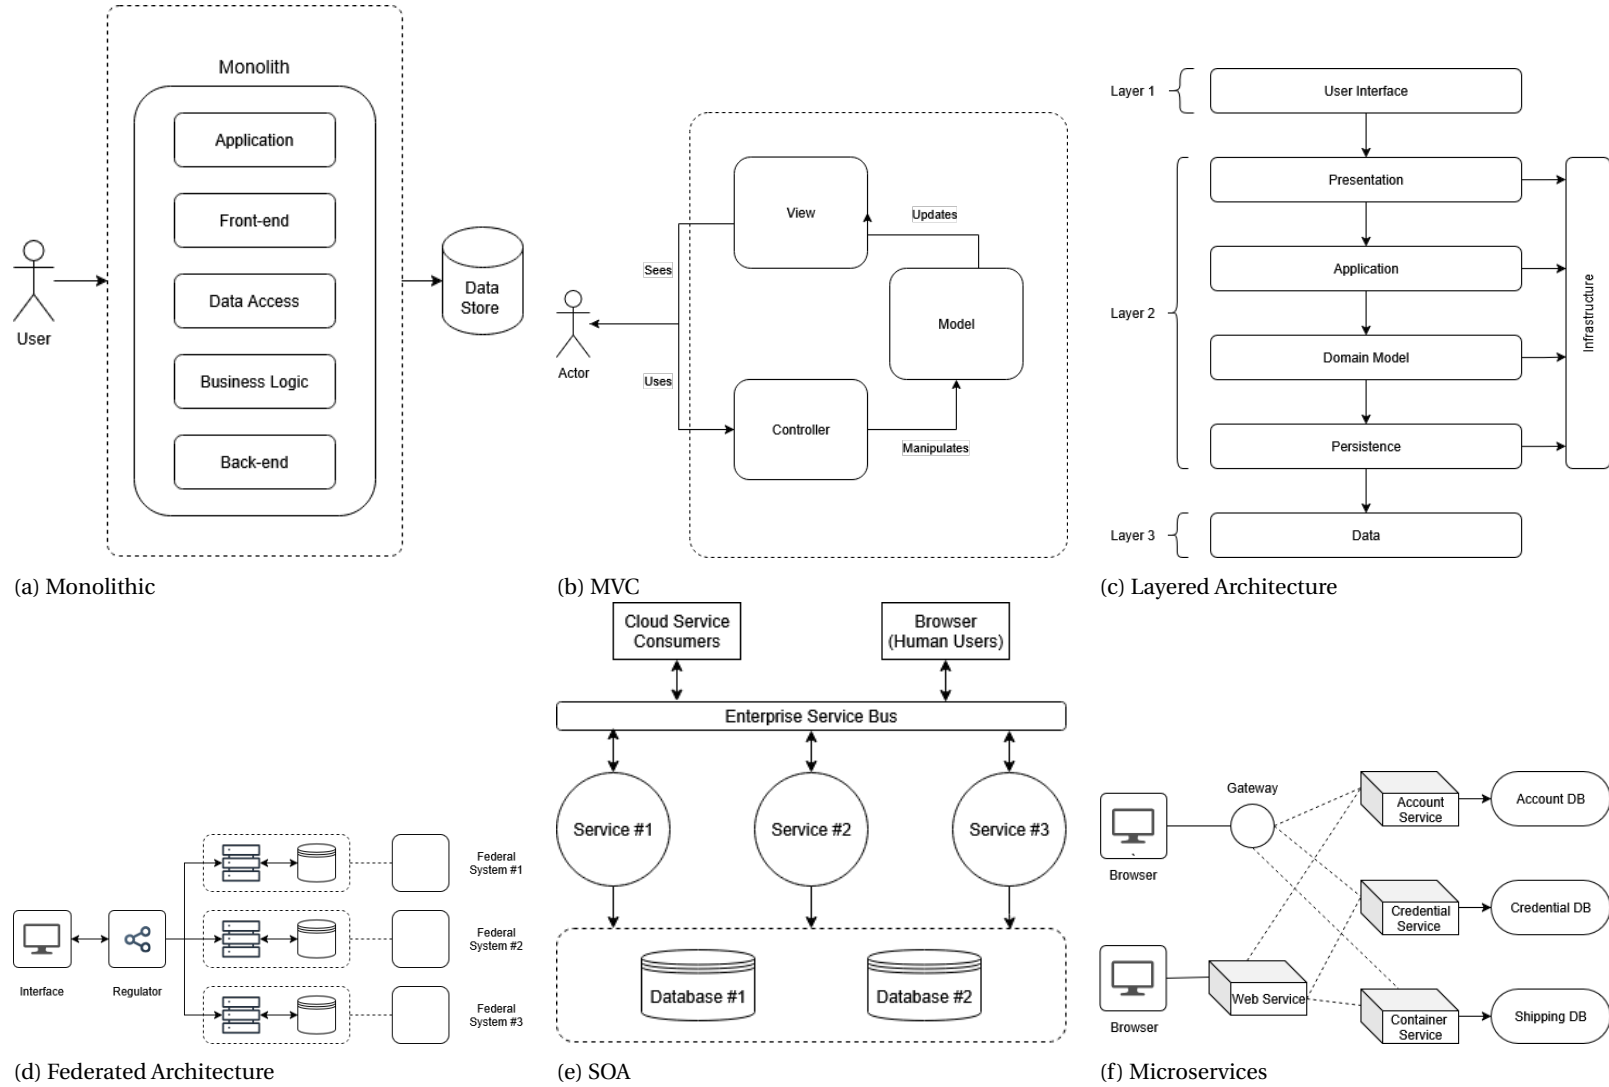 Monolith
Application
Front-end
Data Access
Business Logic
Back-end
User
Data
Store
(a) Monolithic
View
Updates
Sees
Model
Actor
Uses
Controller
Manipulates
(b) MVC
Layer 1
User Interface
Presentation
Application
Layer 2
Domain Model
Persistence
Infrastructure
Layer 3
Data
(c) Layered Architecture
Federal
System #1
Federal
System #2
Interface
Regulator
Federal
System #3
(d) Federated Architecture
Cloud Service
Consumers
Browser
(Human Users)
Enterprise Service Bus
Service #1
Service #2
Service #3
Database #1
Database #2
(e) SOA
Gateway
Account
Service
Account DB
Browser
Credential
Service
Credential DB
Web Service
Browser
Container
Service
Shipping DB
(f) Microservices